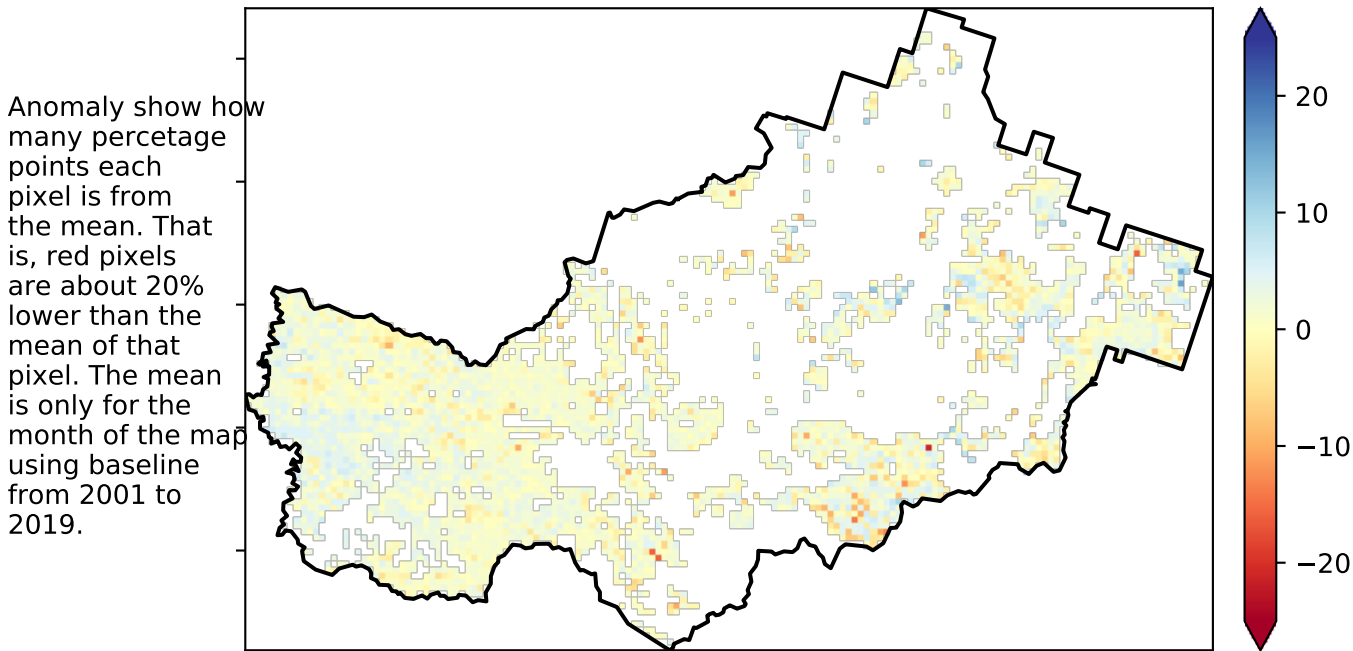 Anomaly show how
many percetage
points each
pixel is from
the mean. That
is, red pixels
are about 20%
lower than the
mean of that
pixel. The mean
is only for the
month of the map
using baseline
from 2001 to
2019.
20
10
0
−10
−20